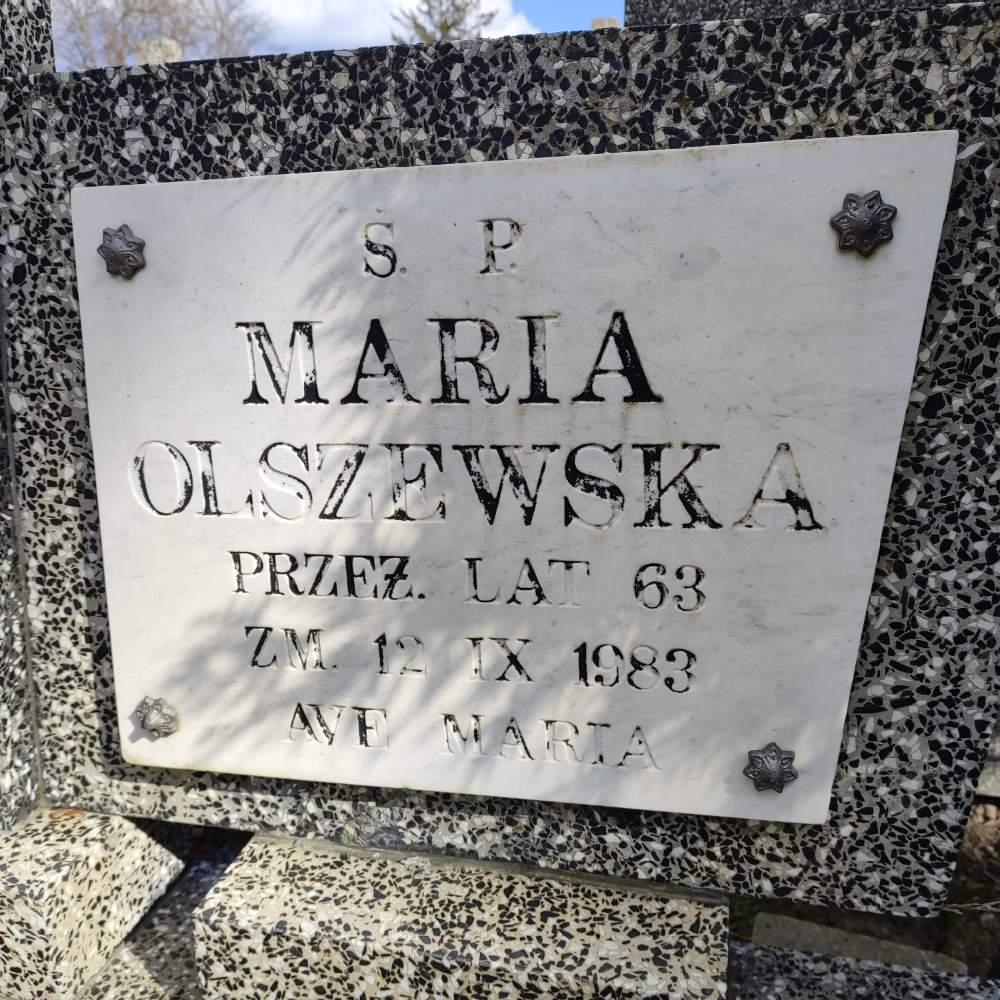 S. P.
MARIA
OLSZEWSKA
PRZEŻ. LAT 63
ZM. 12 IX 1983
AVE MARIA